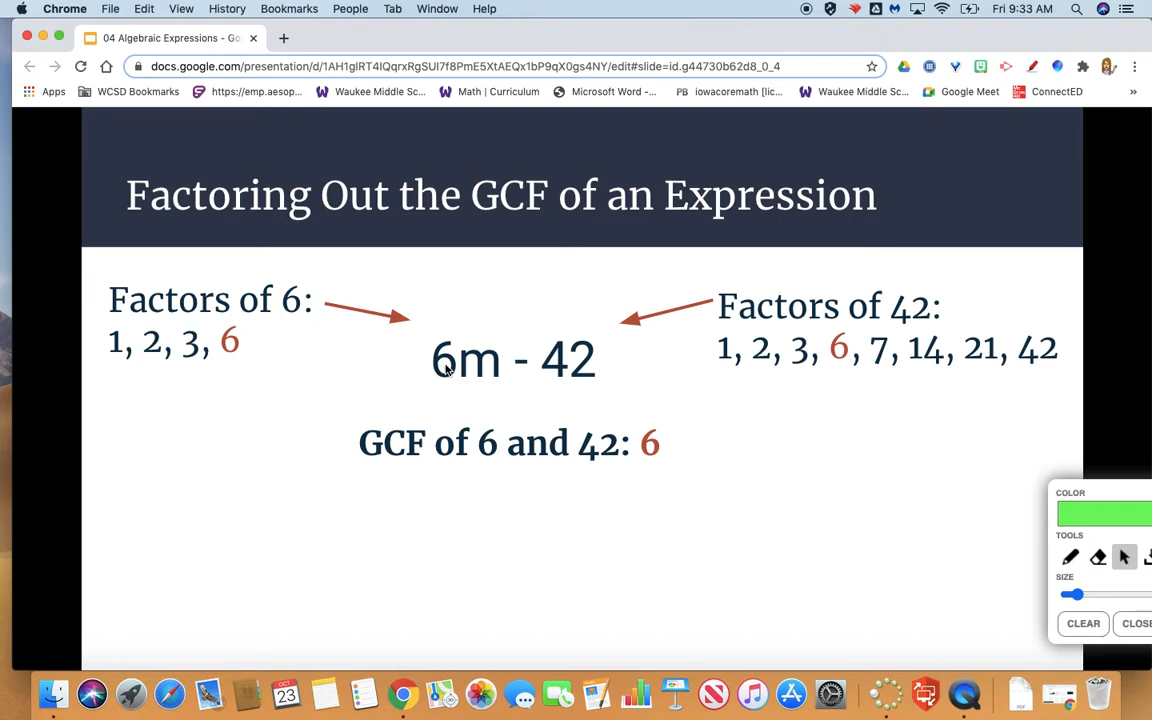 Chrome File Edit View History Bookmarks People Tab Window Help Fri 9:33 AM
04 Algebraic Expressions - Go
docs.google.com/presentation/d/1AH1glRT4lQqrxRgSUI7f8PmE5XtAEQx1bP9qX0gs4NY/edit#slide=id.g44730b62d8_0_4
Apps WCSD Bookmarks https://emp.aesop... Waukee Middle Sc... Math | Curriculum Microsoft Word -... PB iowacoremath [lic... Waukee Middle Sc... Google Meet ConnectED »
Factoring Out the GCF of an Expression
Factors of 6:
1, 2, 3, 6
Factors of 42:
1, 2, 3, 6, 7, 14, 21, 42
6m - 42
GCF of 6 and 42: 6
COLOR
TOOLS
SIZE
CLEAR CLOSE
OCT
23